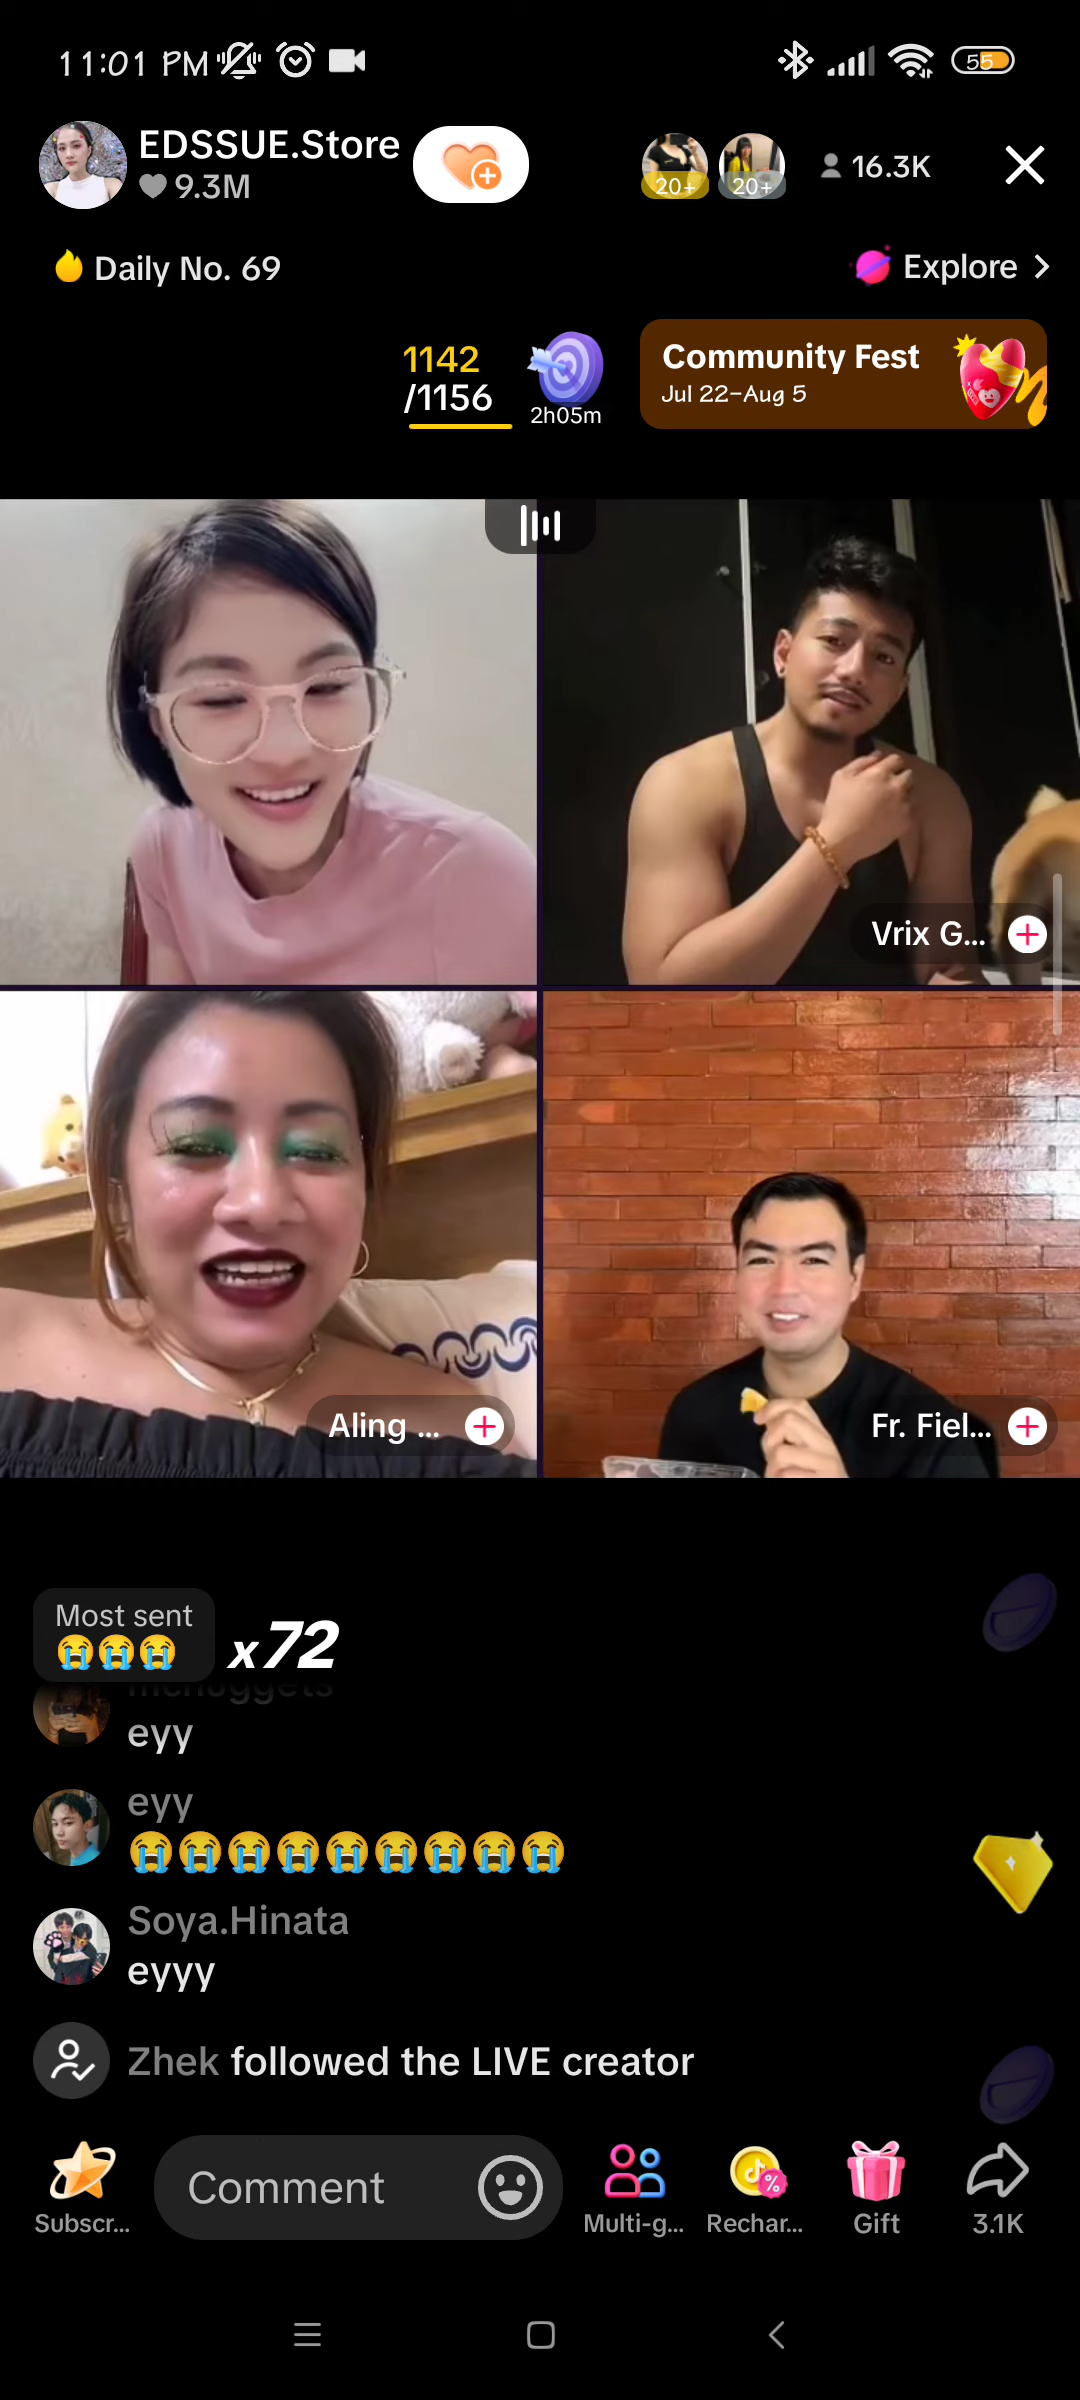 11:01 PM
55
EDSSUE.Store
9.3M
20+
20+
16.3K
Daily No. 69
Explore
1142
/1156
2h05m
Community Fest
Jul 22–Aug 5
Vrix G...
Aling ...
Fr. Fiel...
Most sent
😭😭😭
x72
mcnuggets
eyy
eyy
😭😭😭😭😭😭😭😭😭
Soya.Hinata
eyyy
Zhek followed the LIVE creator
Comment
Subscr...
Multi-g...
Rechar...
Gift
3.1K